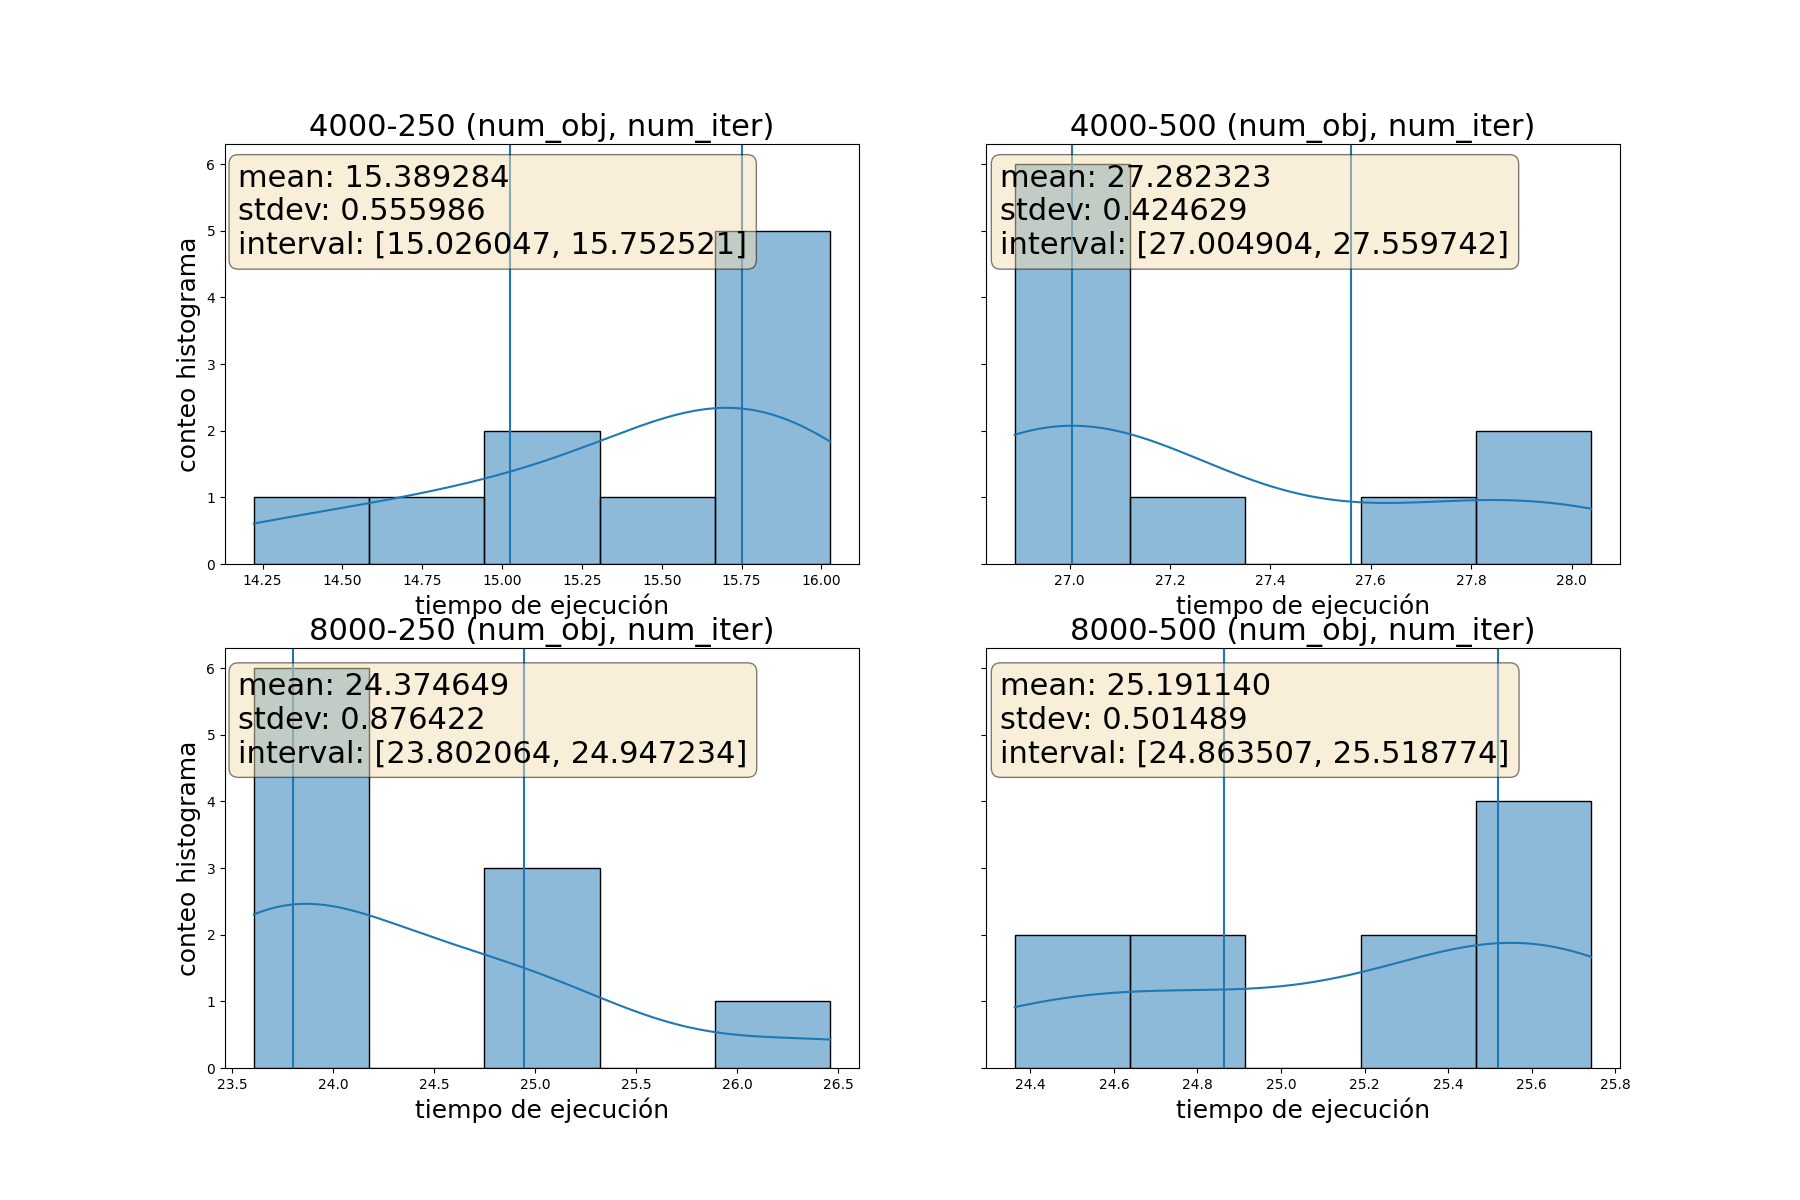 4000-250 (num_obj, num_iter)
mean: 15.389284
stdev: 0.555986
interval: [15.026047, 15.752521]
conteo histograma
6
5
4
3
2
1
0
14.25 14.50 14.75 15.00 15.25 15.50 15.75 16.00
tiempo de ejecución
4000-500 (num_obj, num_iter)
mean: 27.282323
stdev: 0.424629
interval: [27.004904, 27.559742]
27.0 27.2 27.4 27.6 27.8 28.0
tiempo de ejecución
8000-250 (num_obj, num_iter)
mean: 24.374649
stdev: 0.876422
interval: [23.802064, 24.947234]
conteo histograma
6
5
4
3
2
1
0
23.5 24.0 24.5 25.0 25.5 26.0 26.5
tiempo de ejecución
8000-500 (num_obj, num_iter)
mean: 25.191140
stdev: 0.501489
interval: [24.863507, 25.518774]
24.4 24.6 24.8 25.0 25.2 25.4 25.6 25.8
tiempo de ejecución